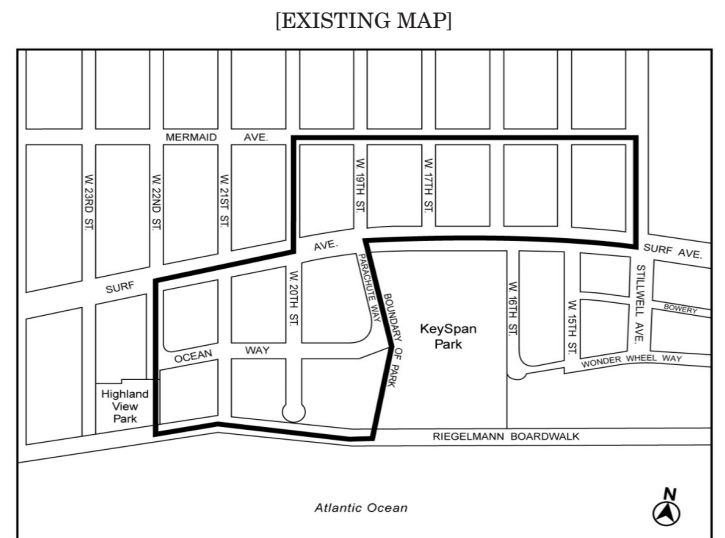 [EXISTING MAP]
MERMAID AVE.
W. 23RD ST.
W. 22ND ST.
W. 21ST ST.
W. 19TH ST.
W. 17TH ST.
SURF AVE.
SURF AVE.
W. 20TH ST.
PARACHUTE WAY
BOUNDARY OF PARK
KeySpan
Park
W. 16TH ST.
W. 15TH ST.
STILLWELL AVE.
BOWERY
OCEAN WAY
WONDER WHEEL WAY
Highland
View
Park
RIEGELMANN BOARDWALK
Atlantic Ocean
N